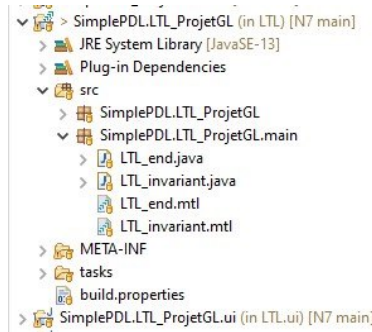 > SimplePDL.LTL_ProjetGL (in LTL) [N7 main]
JRE System Library [JavaSE-13]
Plug-in Dependencies
src
SimplePDL.LTL_ProjetGL
SimplePDL.LTL_ProjetGL.main
LTL_end.java
LTL_invariant.java
LTL_end.mtl
LTL_invariant.mtl
META-INF
tasks
build.properties
SimplePDL.LTL_ProjetGL.ui (in LTL.ui) [N7 main]